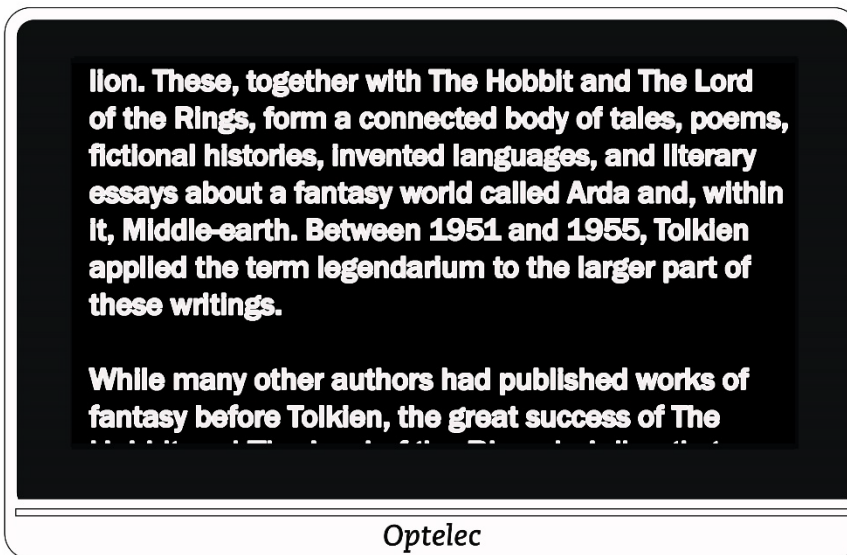 lion. These, together with The Hobbit and The Lord
of the Rings, form a connected body of tales, poems,
fictional histories, invented languages, and literary
essays about a fantasy world called Arda and, within
it, Middle-earth. Between 1951 and 1955, Tolkien
applied the term legendarium to the larger part of
these writings.
While many other authors had published works of
fantasy before Tolkien, the great success of The
Optelec